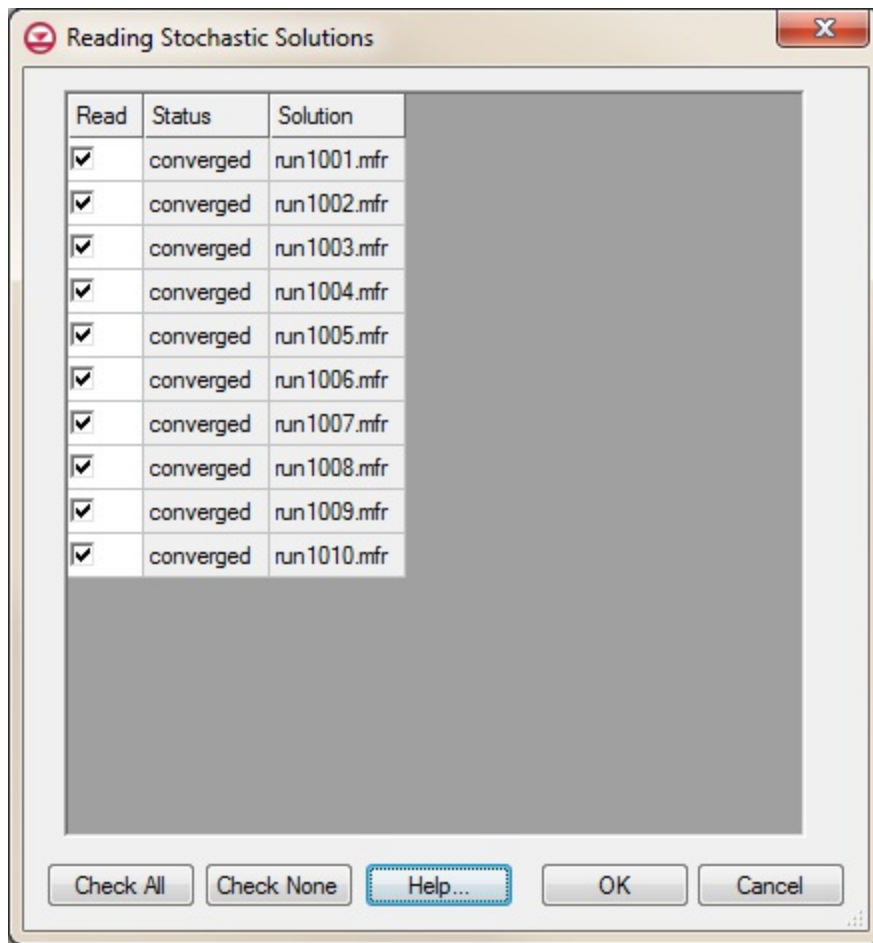 Reading Stochastic Solutions
Read Status Solution
converged run1001.mfr
converged run1002.mfr
converged run1003.mfr
converged run1004.mfr
converged run1005.mfr
converged run1006.mfr
converged run1007.mfr
converged run1008.mfr
converged run1009.mfr
converged run1010.mfr
Check All Check None Help... OK Cancel